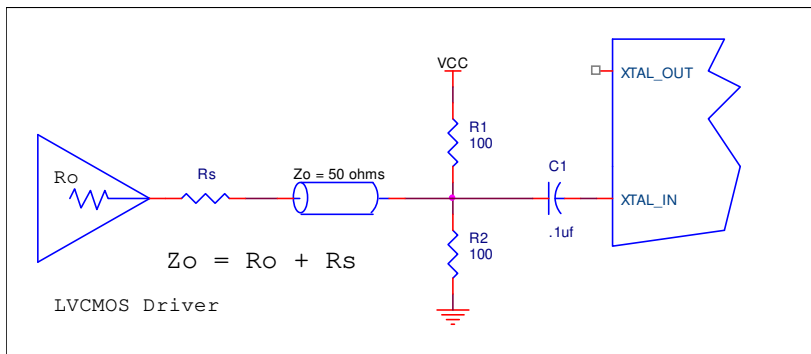 VCC
XTAL_OUT
R1
100
Ro
Rs
Zo = 50 ohms
C1
XTAL_IN
.1uf
R2
100
Zo = Ro + Rs
LVCMOS Driver